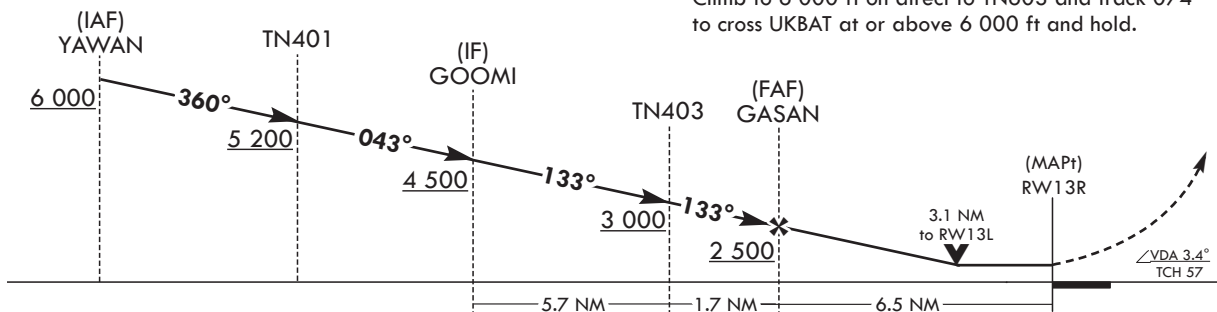 Climb to 6 000 ft on direct to TN603 and track 074°
to cross UKBAT at or above 6 000 ft and hold.
(IAF)
YAWAN
TN401
(IF)
GOOMI
TN403
(FAF)
GASAN
(MAPt)
RW13R
6 000
360°
5 200
043°
4 500
133°
3 000
133°
2 500
3.1 NM
to RW13L
VDA 3.4°
TCH 57
5.7 NM
1.7 NM
6.5 NM